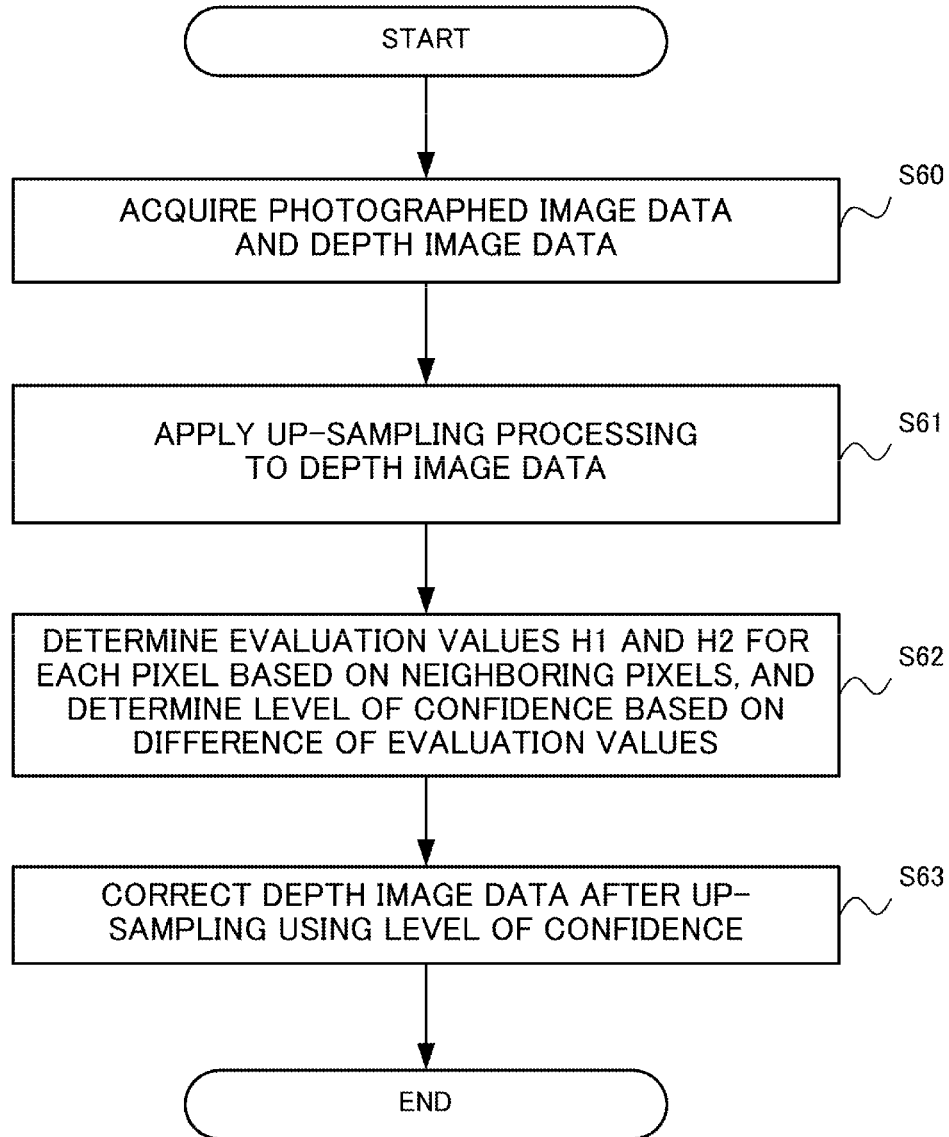 START
S60
ACQUIRE PHOTOGRAPHED IMAGE DATA
AND DEPTH IMAGE DATA
S61
APPLY UP-SAMPLING PROCESSING
TO DEPTH IMAGE DATA
S62
DETERMINE EVALUATION VALUES H1 AND H2 FOR
EACH PIXEL BASED ON NEIGHBORING PIXELS, AND
DETERMINE LEVEL OF CONFIDENCE BASED ON
DIFFERENCE OF EVALUATION VALUES
S63
CORRECT DEPTH IMAGE DATA AFTER UP-
SAMPLING USING LEVEL OF CONFIDENCE
END